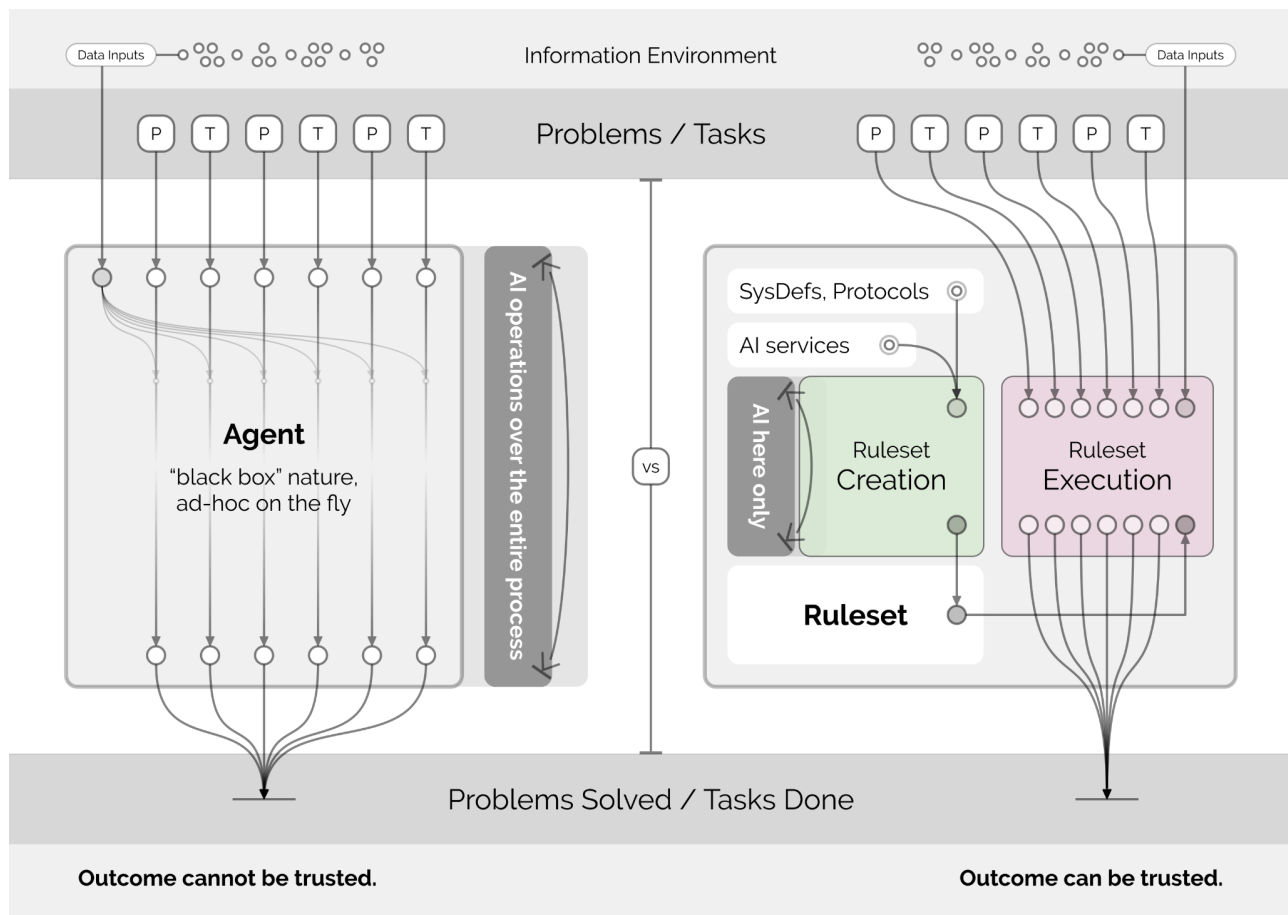 Data Inputs
Information Environment
Data Inputs
P
T
P
T
P
T
Problems / Tasks
P
T
P
T
P
T
Agent
“black box” nature,
ad-hoc on the fly
AI operations over the entire process
vs
SysDefs, Protocols
AI services
AI here only
Ruleset
Creation
Ruleset
Execution
Ruleset
Problems Solved / Tasks Done
Outcome cannot be trusted.
Outcome can be trusted.